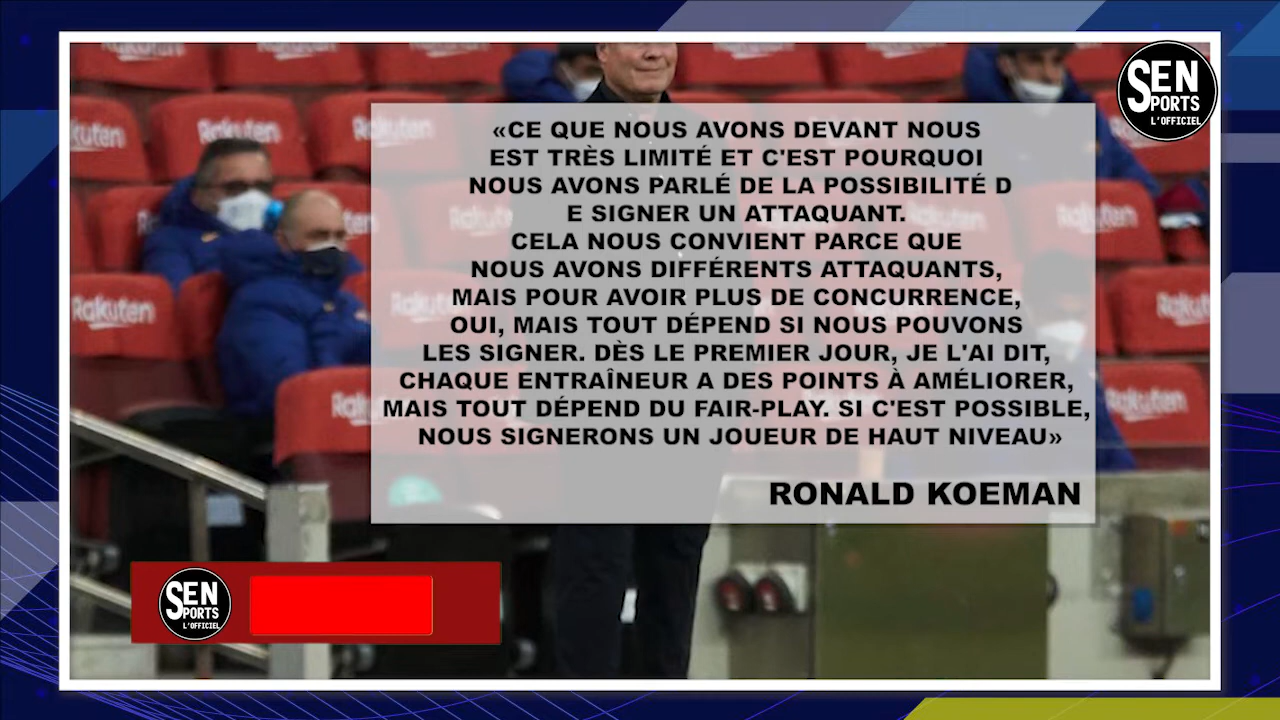 Rakuten
Rakuten
Rakuten
Rakuten
SEN
SPORTS
L'OFFICIEL
Rakuten
Rakuten
«CE QUE NOUS AVONS DEVANT NOUS
EST TRÈS LIMITÉ ET C'EST POURQUOI
NOUS AVONS PARLÉ DE LA POSSIBILITÉ D
E SIGNER UN ATTAQUANT.
CELA NOUS CONVIENT PARCE QUE
NOUS AVONS DIFFÉRENTS ATTAQUANTS,
MAIS POUR AVOIR PLUS DE CONCURRENCE,
OUI, MAIS TOUT DÉPEND SI NOUS POUVONS
LES SIGNER. DÈS LE PREMIER JOUR, JE L'AI DIT,
CHAQUE ENTRAÎNEUR A DES POINTS À AMÉLIORER,
MAIS TOUT DÉPEND DU FAIR-PLAY. SI C'EST POSSIBLE,
NOUS SIGNERONS UN JOUEUR DE HAUT NIVEAU»
RONALD KOEMAN
Rakuten
Rakuten
SEN
SPORTS
L'OFFICIEL